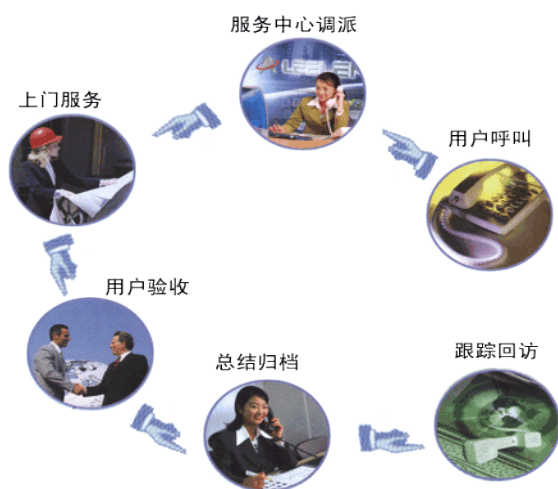 服务中心调派
上门服务
用户呼叫
用户验收
总结归档
跟踪回访